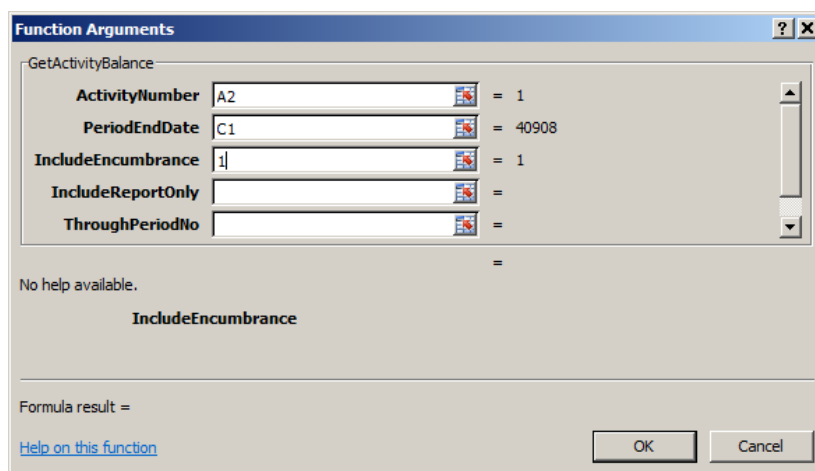 Function Arguments
GetActivityBalance
ActivityNumber A2 = 1
PeriodEndDate C1 = 40908
IncludeEncumbrance 1 = 1
IncludeReportOnly =
ThroughPeriodNo =
=
No help available.
IncludeEncumbrance
Formula result =
Help on this function OK Cancel